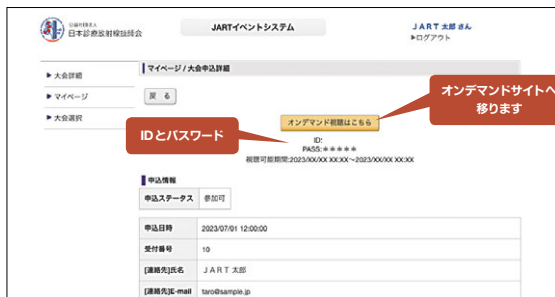 公益社団法人
日本診療放射線技師会
JARTイベントシステム
JART 太郎 さん
▶ログアウト
▶ 大会詳細
▶ マイページ
▶ 大会選択
マイページ / 大会申込詳細
戻 る
オンデマンド視聴はこちら
オンデマンドサイトへ
移ります
IDとパスワード
ID:
PASS:＊＊＊＊＊
視聴可能期間:2023/XX/XX XX:XX～2023/XX/XX XX:XX
申込情報
申込ステータス 参加可
申込日時 2023/07/01 12:00:00
受付番号 10
[連絡先]氏名 JART 太郎
[連絡先]E-mail taro@sample.jp